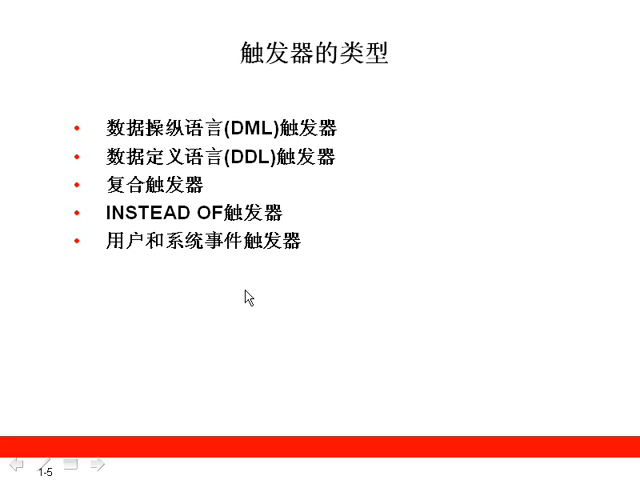 触发器的类型
• 数据操纵语言(DML)触发器
• 数据定义语言(DDL)触发器
• 复合触发器
• INSTEAD OF触发器
• 用户和系统事件触发器
1-5